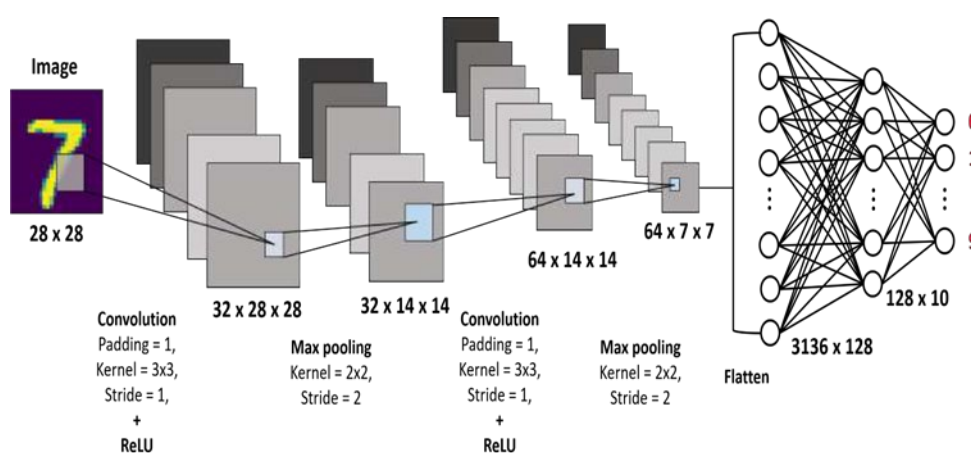 Image
28 x 28
32 x 28 x 28
Convolution
Padding = 1,
Kernel = 3x3,
Stride = 1,
+
ReLU
32 x 14 x 14
Max pooling
Kernel = 2x2,
Stride = 2
64 x 14 x 14
Convolution
Padding = 1,
Kernel = 3x3,
Stride = 1,
+
ReLU
64 x 7 x 7
Max pooling
Kernel = 2x2,
Stride = 2
Flatten
3136 x 128
128 x 10